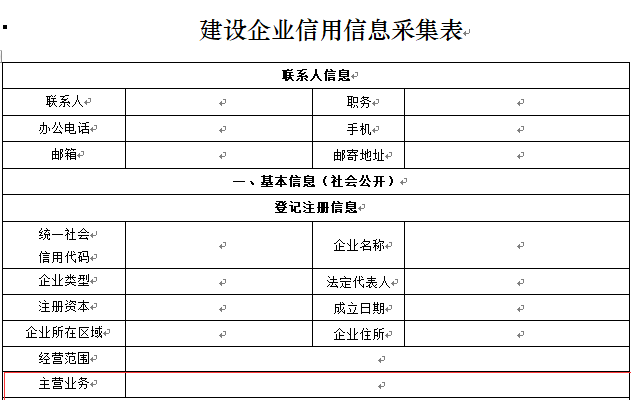 建设企业信用信息采集表
联系人信息
联系人 职务
办公电话 手机
邮箱 邮寄地址
一、基本信息（社会公开）
登记注册信息
统一社会
信用代码 企业名称
企业类型 法定代表人
注册资本 成立日期
企业所在区域 企业住所
经营范围
主营业务